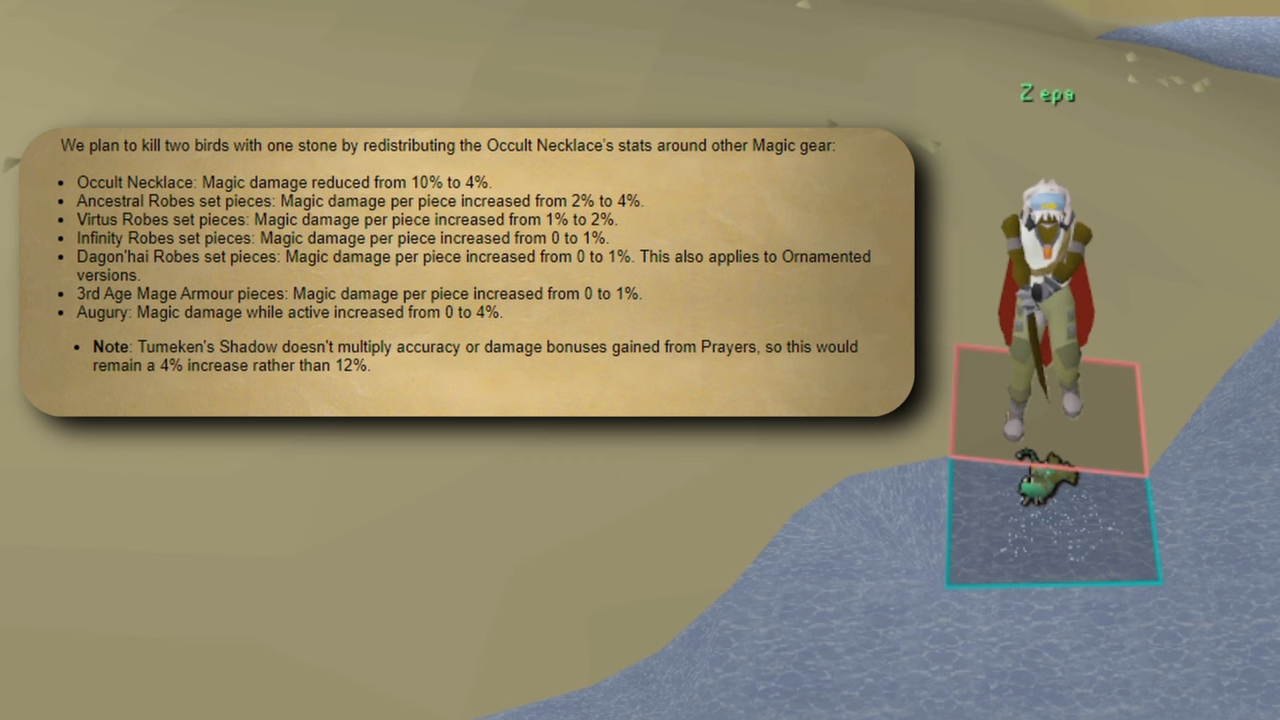 Z epa
We plan to kill two birds with one stone by redistributing the Occult Necklace's stats around other Magic gear:
• Occult Necklace: Magic damage reduced from 10% to 4%.
• Ancestral Robes set pieces: Magic damage per piece increased from 2% to 4%.
• Virtus Robes set pieces: Magic damage per piece increased from 1% to 2%.
• Infinity Robes set pieces: Magic damage per piece increased from 0 to 1%.
• Dagon'hai Robes set pieces: Magic damage per piece increased from 0 to 1%. This also applies to Ornamented
versions.
• 3rd Age Mage Armour pieces: Magic damage per piece increased from 0 to 1%.
• Augury: Magic damage while active increased from 0 to 4%.
• Note: Tumeken's Shadow doesn't multiply accuracy or damage bonuses gained from Prayers, so this would
remain a 4% increase rather than 12%.